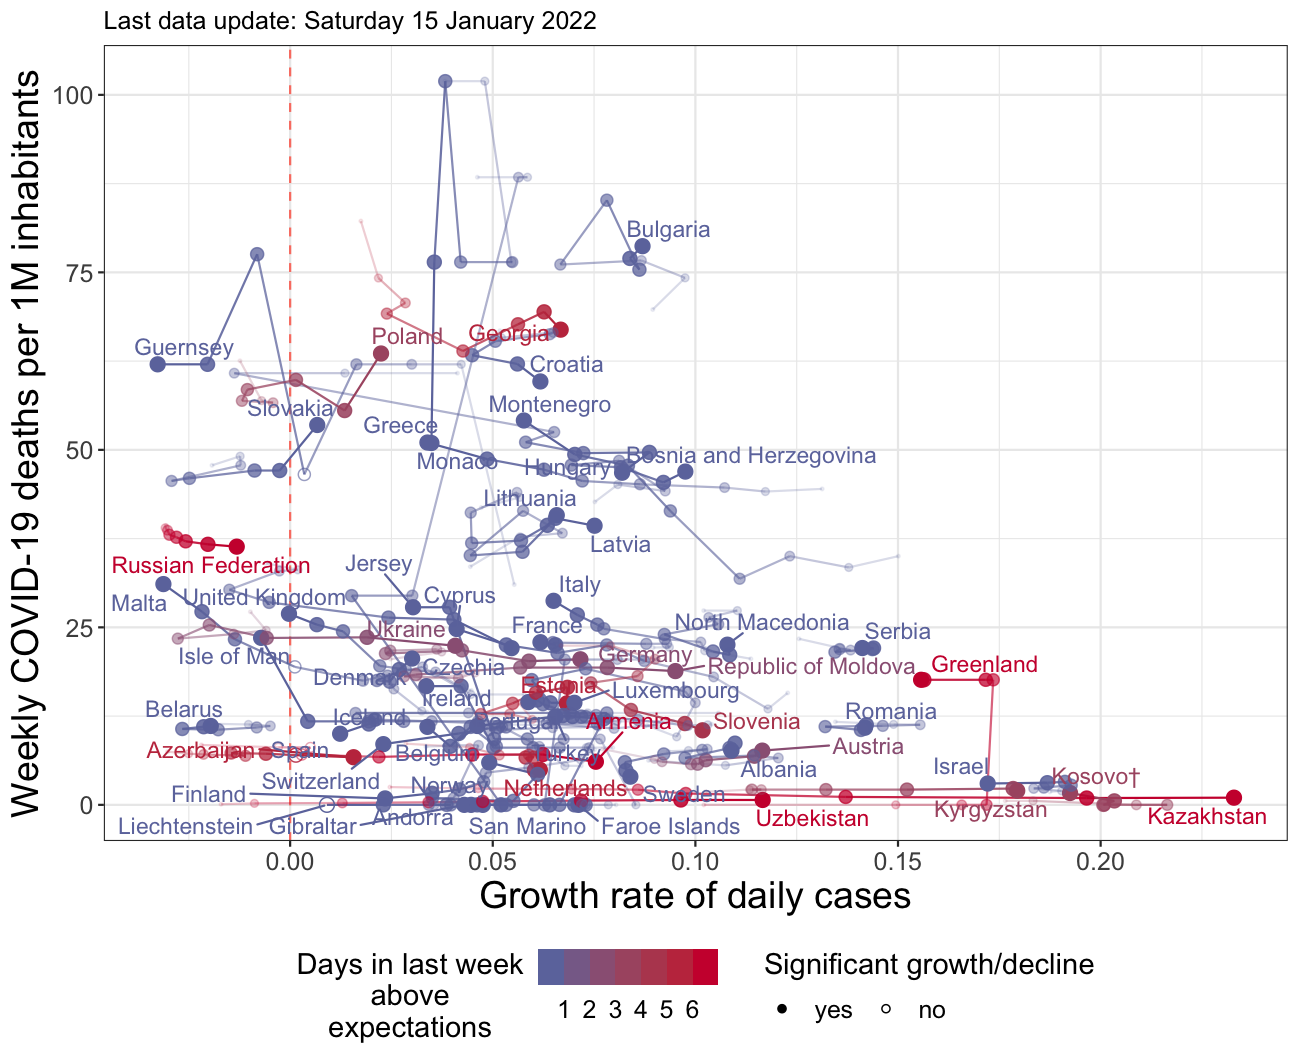 Last data update: Saturday 15 January 2022
Weekly COVID-19 deaths per 1M inhabitants
100
75
50
25
0
Bulgaria
Georgia
Poland
Guernsey
Croatia
Slovakia
Montenegro
Greece
Monaco
Hungary
Bosnia and Herzegovina
Lithuania
Latvia
Russian Federation
Jersey
Malta
United Kingdom
Cyprus
Italy
Ukraine
France
North Macedonia
Serbia
Isle of Man
Czechia
Germany
Republic of Moldova
Greenland
Denmark
Ireland
Estonia
Luxembourg
Belarus
Iceland
Portugal
Armenia
Slovenia
Romania
Azerbaijan
Spain
Belgium
Turkey
Austria
Albania
Israel
Kosovo†
Switzerland
Norway
Netherlands
Finland
Sweden
Kyrgyzstan
Andorra
Uzbekistan
Kazakhstan
Liechtenstein
Gibraltar
San Marino
Faroe Islands
0.00
0.05
0.10
0.15
0.20
Growth rate of daily cases
Days in last week
above
expectations
1 2 3 4 5 6
Significant growth/decline
yes
no